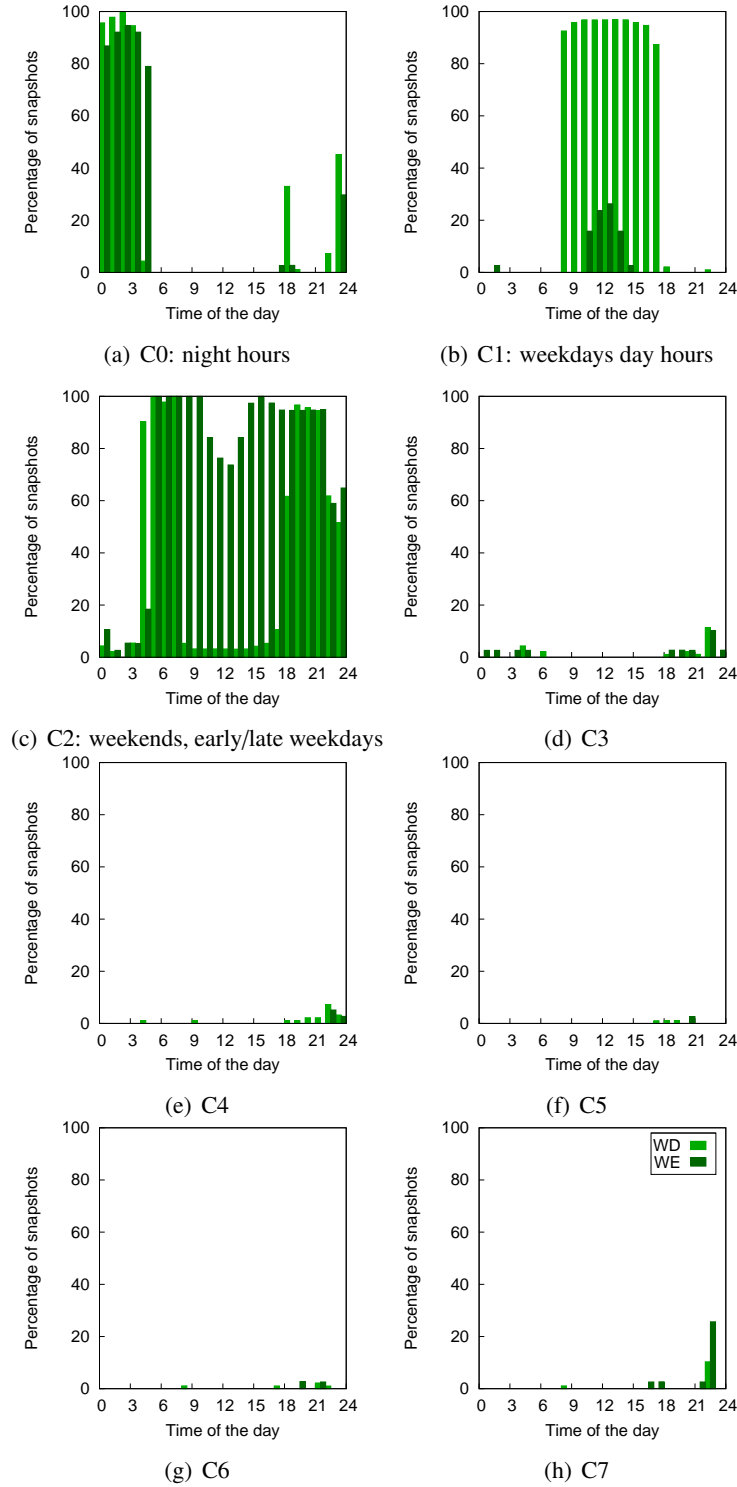 100
80
60
40
20
0
Percentage of snapshots
0 3 6 9 12 15 18 21 24
Time of the day
(a) C0: night hours
100
80
60
40
20
0
Percentage of snapshots
0 3 6 9 12 15 18 21 24
Time of the day
(b) C1: weekdays day hours
100
80
60
40
20
0
Percentage of snapshots
0 3 6 9 12 15 18 21 24
Time of the day
(c) C2: weekends, early/late weekdays
100
80
60
40
20
0
Percentage of snapshots
0 3 6 9 12 15 18 21 24
Time of the day
(d) C3
100
80
60
40
20
0
Percentage of snapshots
0 3 6 9 12 15 18 21 24
Time of the day
(e) C4
100
80
60
40
20
0
Percentage of snapshots
0 3 6 9 12 15 18 21 24
Time of the day
(f) C5
100
80
60
40
20
0
Percentage of snapshots
0 3 6 9 12 15 18 21 24
Time of the day
(g) C6
100
80
60
40
20
0
Percentage of snapshots
WD
WE
0 3 6 9 12 15 18 21 24
Time of the day
(h) C7